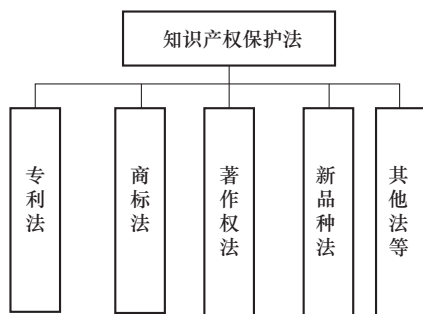 知识产权保护法
专利法
商标法
著作权法
新品种法
其他法等